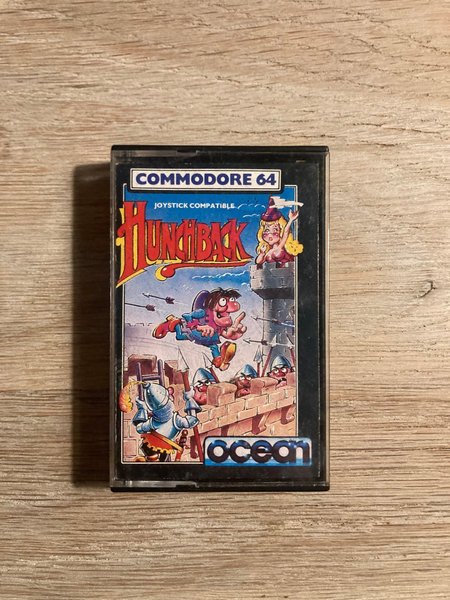 COMMODORE 64
JOYSTICK COMPATIBLE
HUNCHBACK
ocean